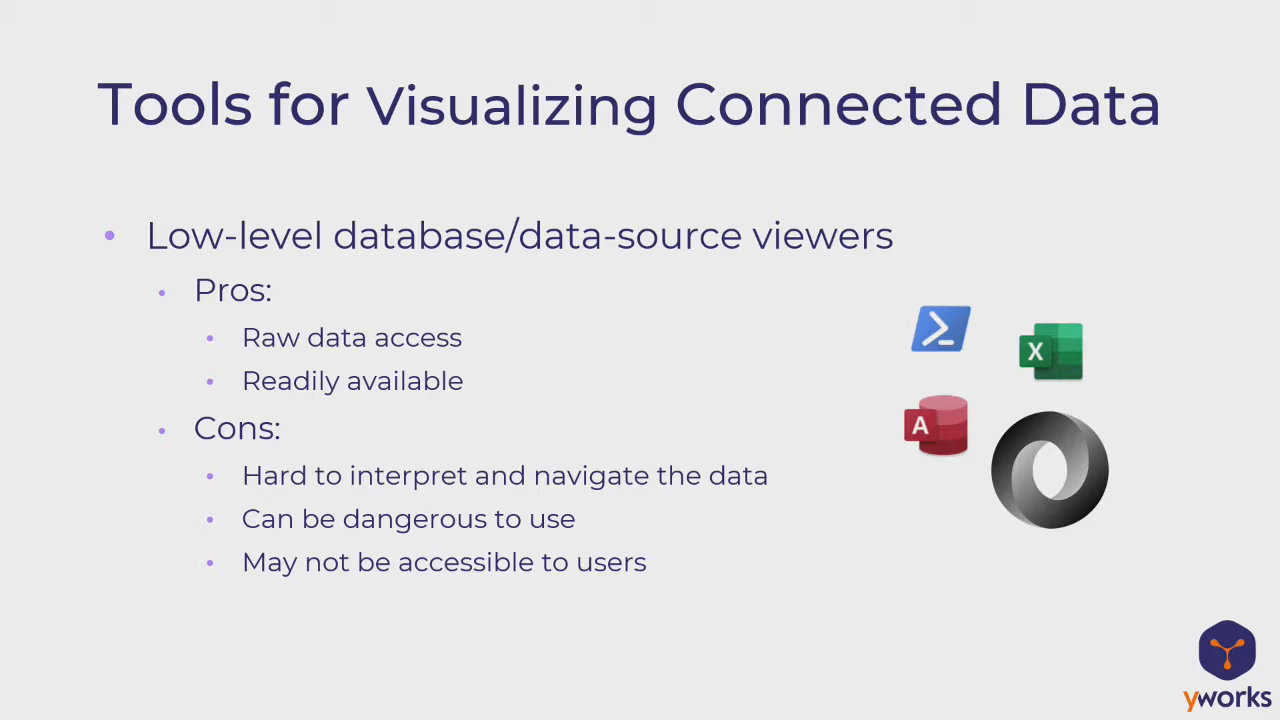 Tools for Visualizing Connected Data
• Low-level database/data-source viewers
• Pros:
• Raw data access
• Readily available
• Cons:
• Hard to interpret and navigate the data
• Can be dangerous to use
• May not be accessible to users
X
A
yworks